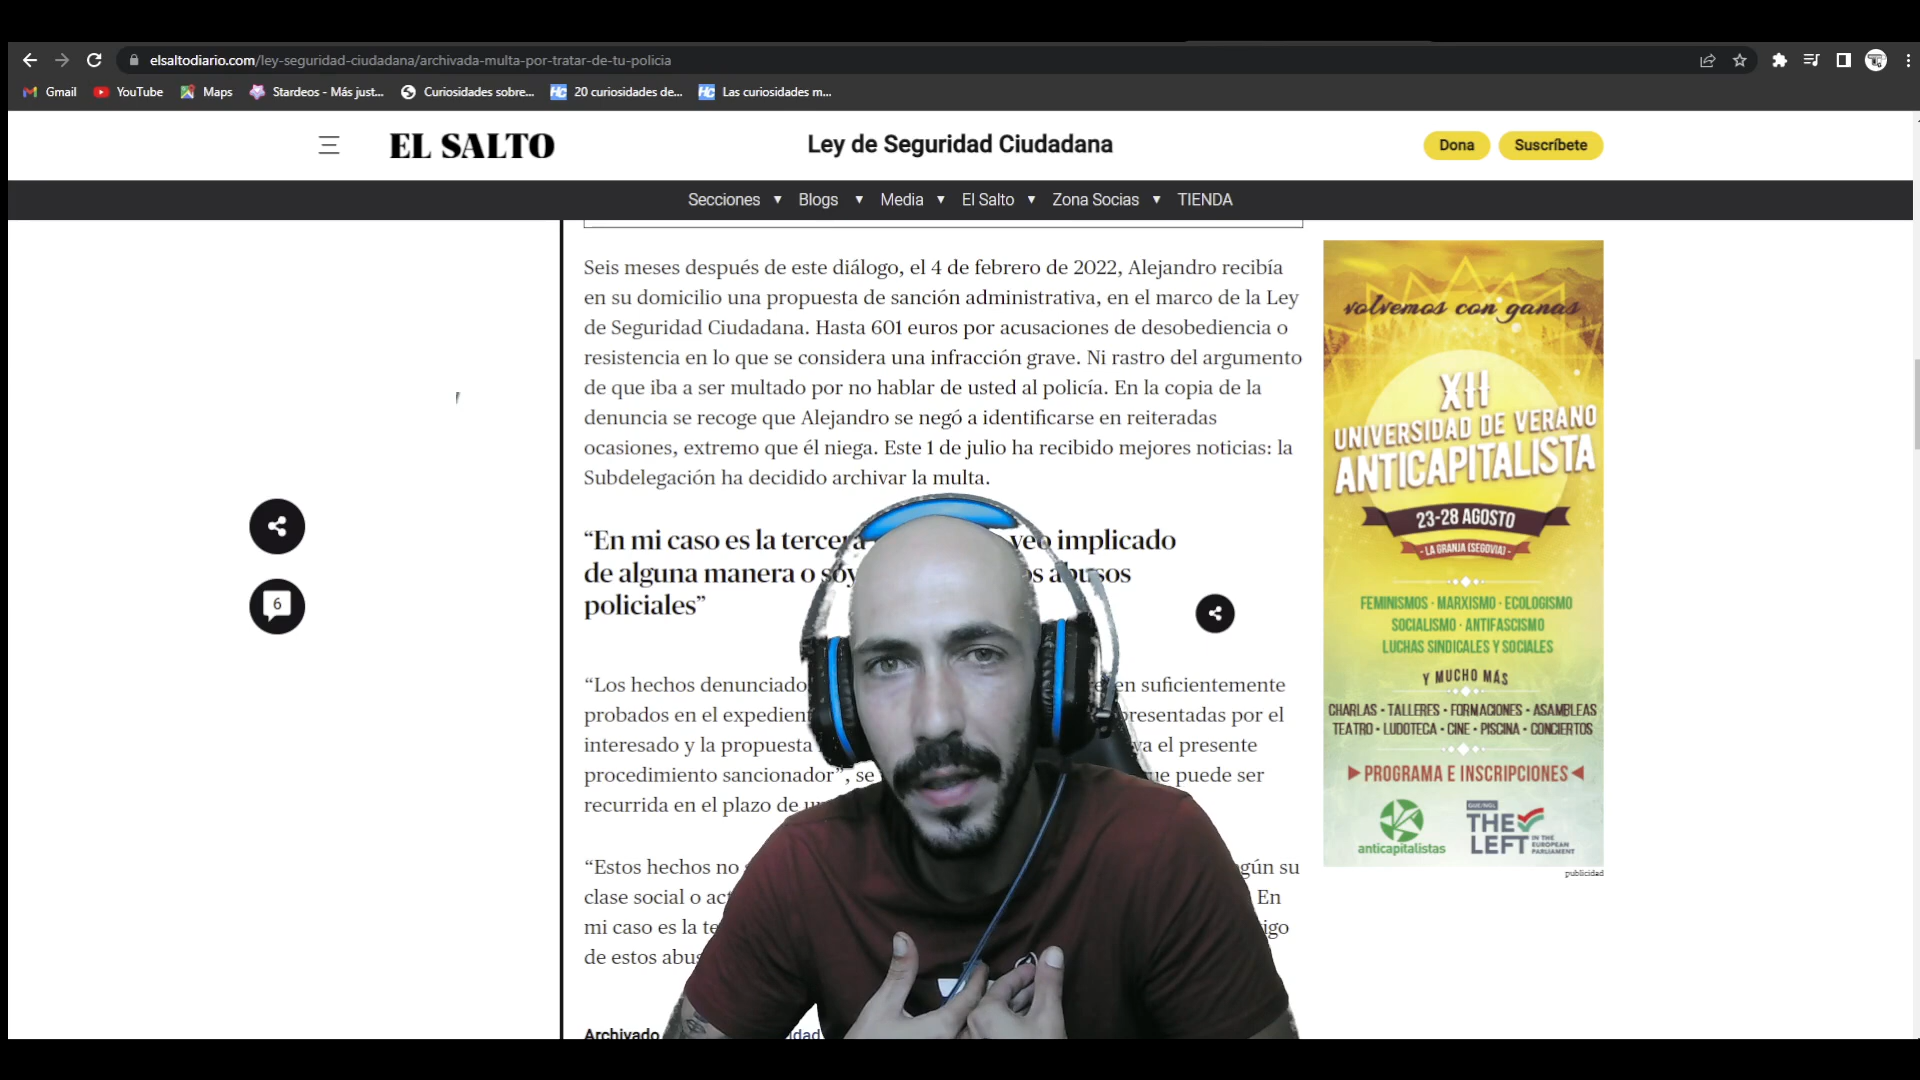 elsaltodiario.com/ley-seguridad-ciudadana/archivada-multa-por-tratar-de-tu-policia
Gmail
YouTube
Maps
Stardeos - Más just...
Curiosidades sobre...
20 curiosidades de...
Las curiosidades m...
EL SALTO
Ley de Seguridad Ciudadana
Dona
Suscríbete
Secciones
Blogs
Media
El Salto
Zona Socias
TIENDA
Seis meses después de este diálogo, el 4 de febrero de 2022, Alejandro recibía
en su domicilio una propuesta de sanción administrativa, en el marco de la Ley
de Seguridad Ciudadana. Hasta 601 euros por acusaciones de desobediencia o
resistencia en lo que se considera una infracción grave. Ni rastro del argumento
de que iba a ser multado por no hablar de usted al policía. En la copia de la
denuncia se recoge que Alejandro se negó a identificarse en reiteradas
ocasiones, extremo que él niega. Este 1 de julio ha recibido mejores noticias: la
Subdelegación ha decidido archivar la multa.
“En mi caso es la tercera veo implicado
de alguna manera o soy abusos
policiales”
6
“Los hechos denunciado en suficientemente
probados en el expedien presentadas por el
interesado y la propuesta el presente
procedimiento sancionador”, se que puede ser
recurrida en el plazo de
“Estos hechos no según su
clase social o En
mi caso es la
de estos
Archivado
volvemos con ganas
XII
UNIVERSIDAD DE VERANO
ANTICAPITALISTA
23-28 AGOSTO
- LA GRANJA (SEGOVIA) -
FEMINISMOS · MARXISMO · ECOLOGISMO
SOCIALISMO · ANTIFASCISMO
LUCHAS SINDICALES Y SOCIALES
Y MUCHO MÁS
CHARLAS · TALLERES · FORMACIONES · ASAMBLEAS
TEATRO · LUDOTECA · CINE · PISCINA · CONCIERTOS
PROGRAMA E INSCRIPCIONES
anticapitalistas
GUE/NGL
THE LEFT
IN THE EUROPEAN PARLIAMENT
publicidad